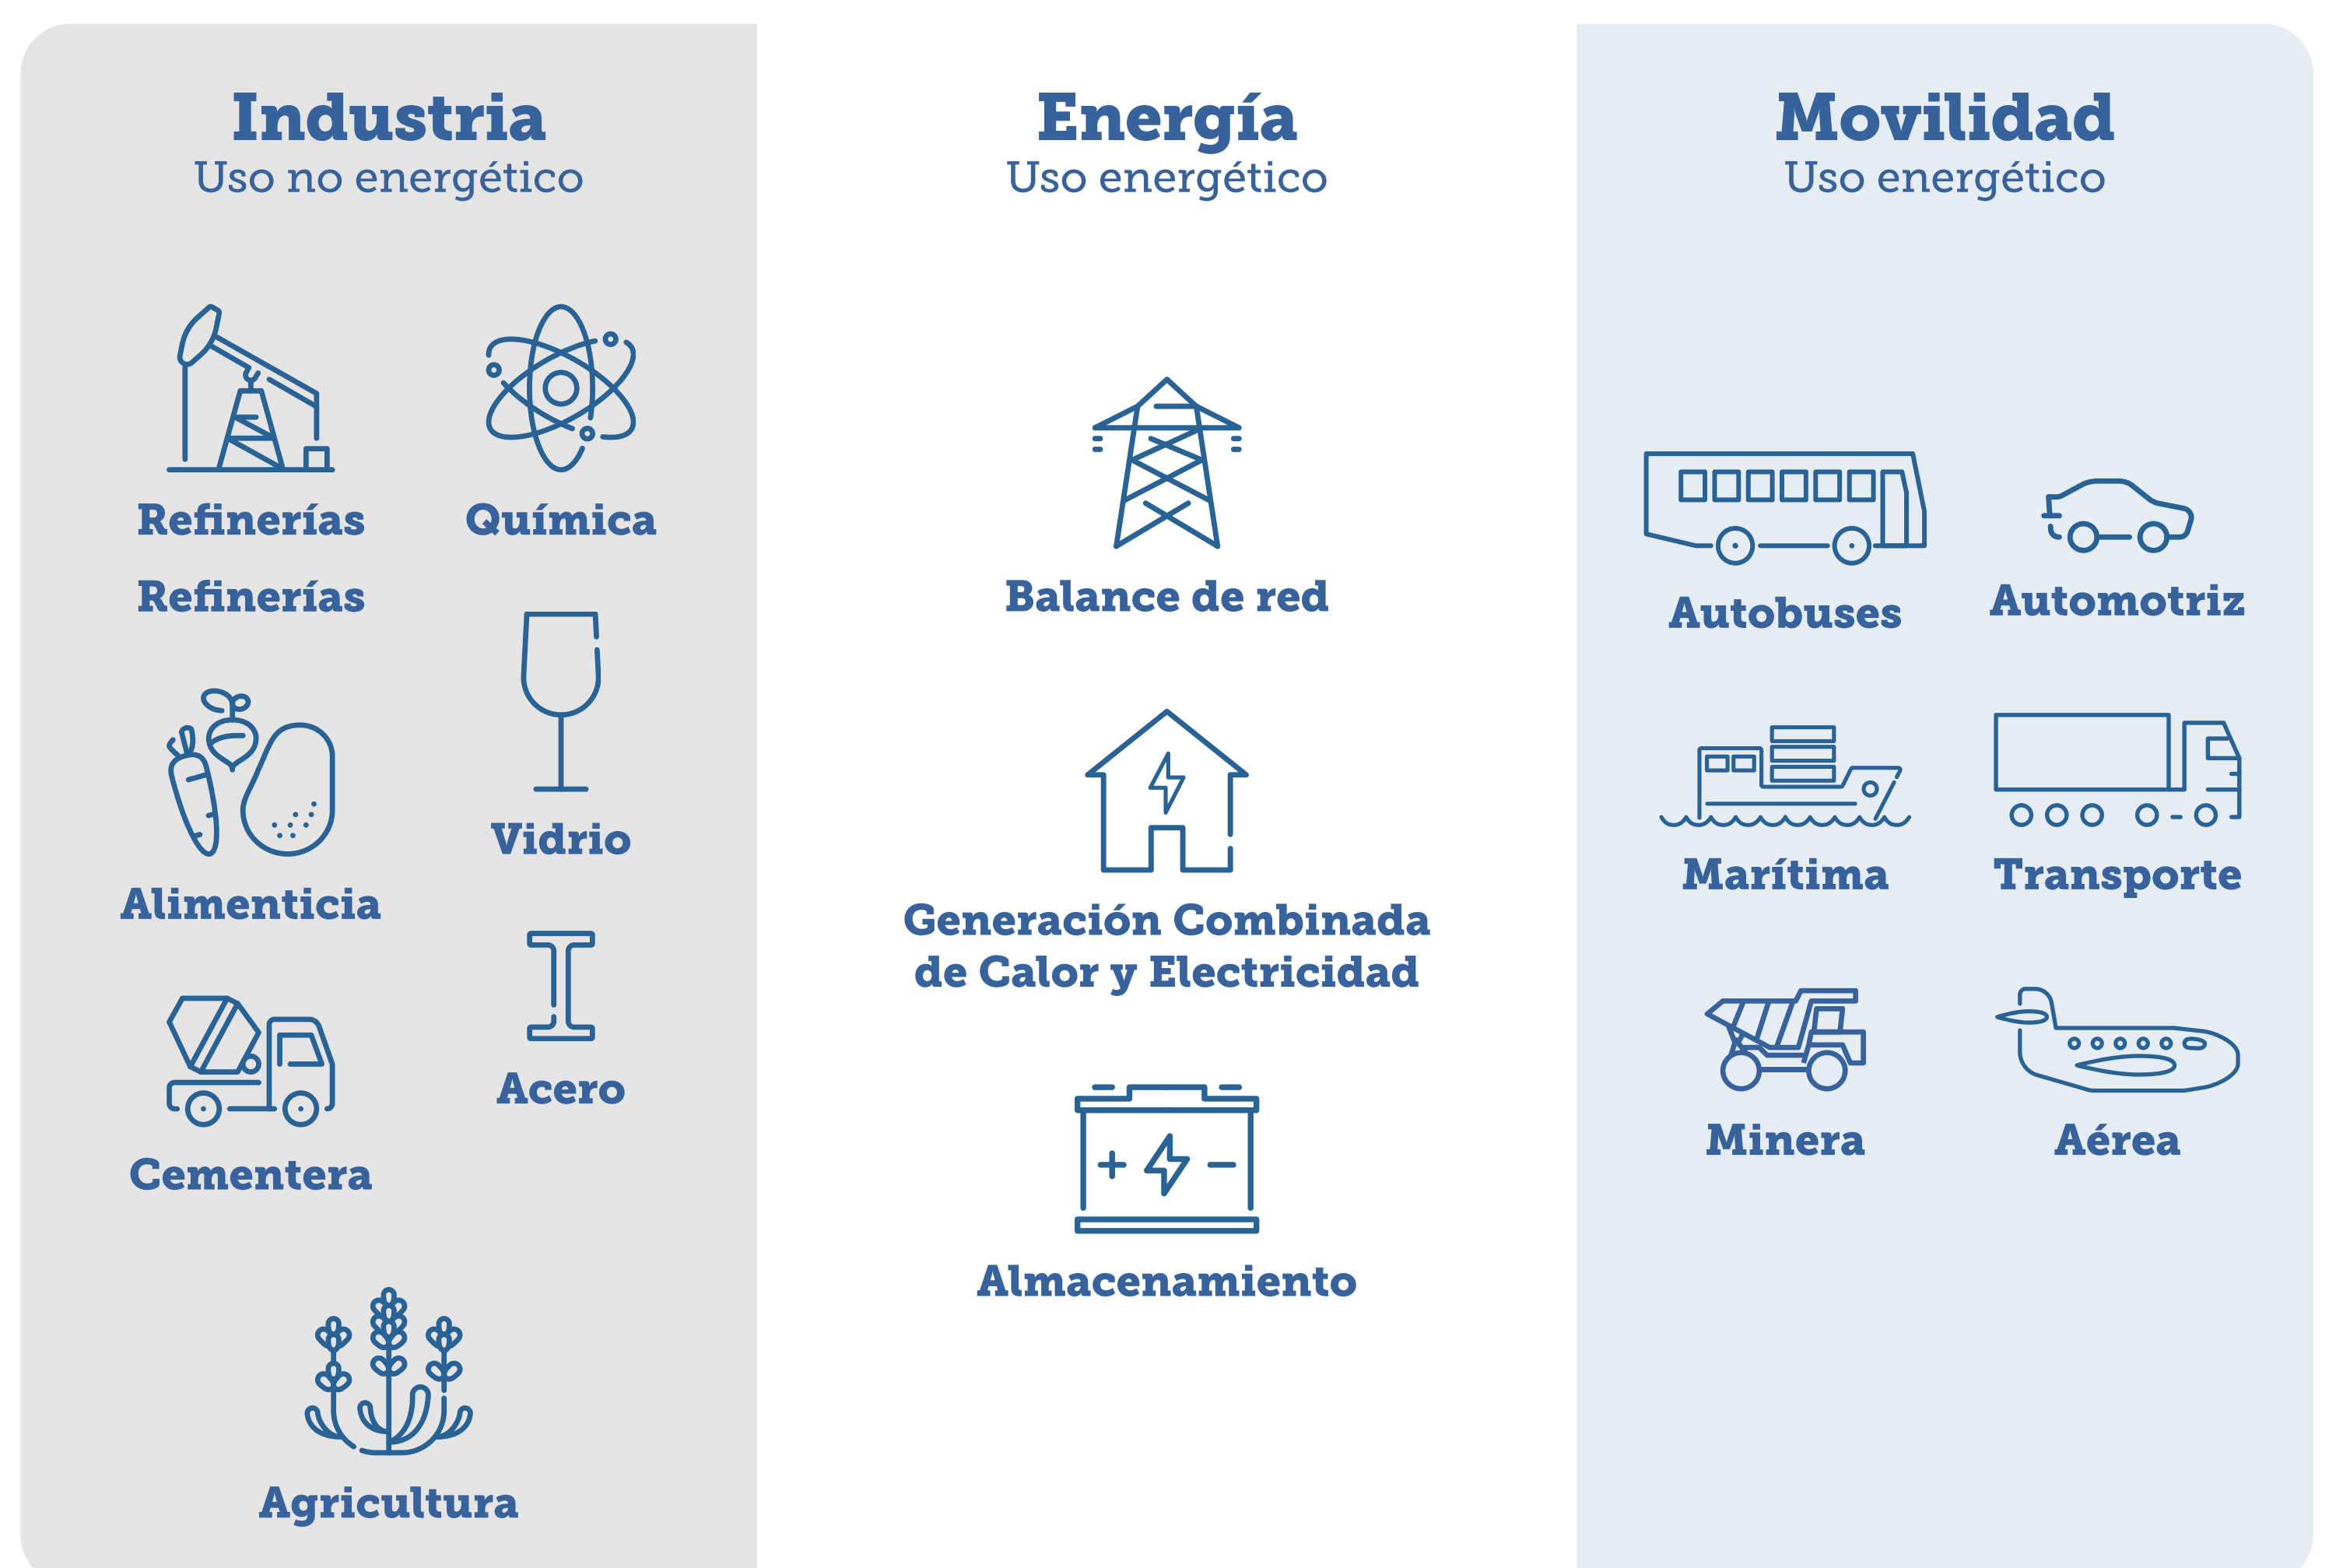 Industria
Uso no energético
Refinerías
Química
Refinerías
Vidrio
Alimenticia
Acero
Cementera
Agricultura
Energía
Uso energético
Balance de red
Generación Combinada
de Calor y Electricidad
Almacenamiento
Movilidad
Uso energético
Autobuses
Automotriz
Marítima
Transporte
Minera
Aérea